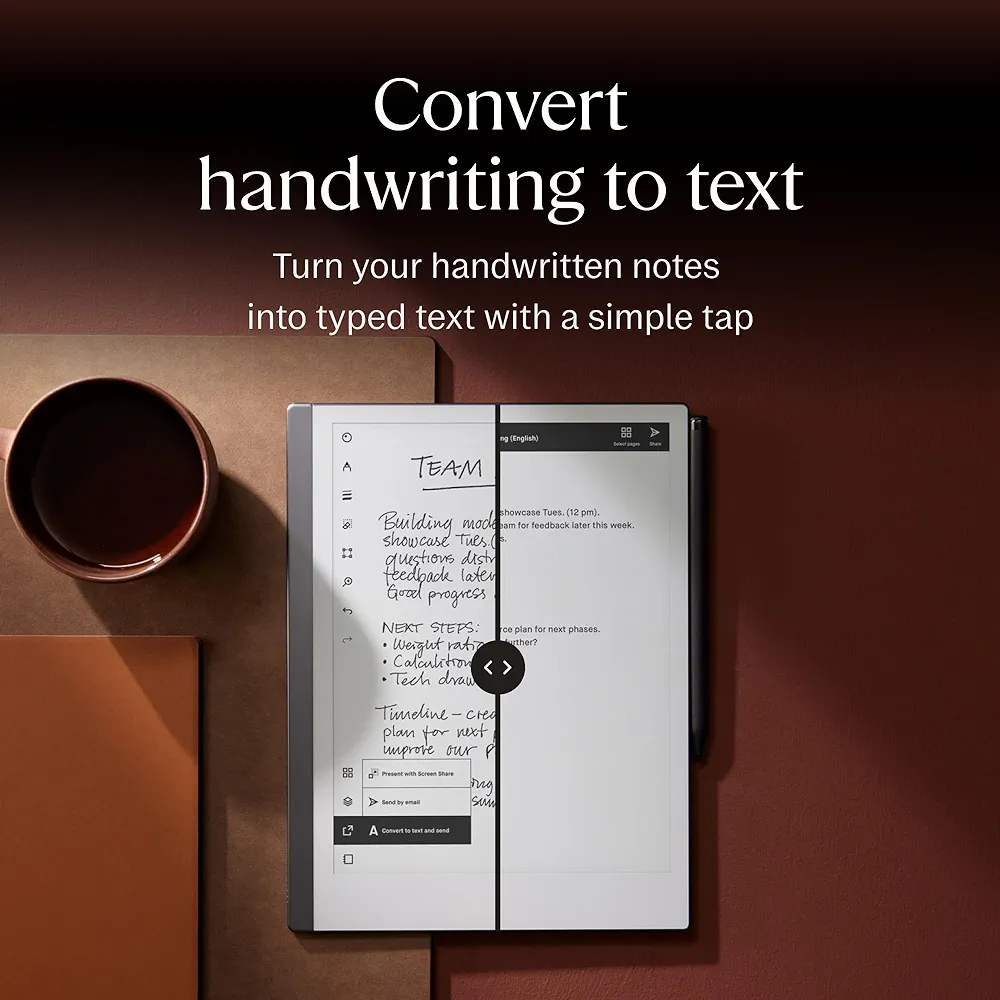 Convert
handwriting to text
Turn your handwritten notes
into typed text with a simple tap
TEAM
Building mode
showcase Tues. (
questions distr
feedback later
Good progress
NEXT STEPS:
• Weight ratio
• Calculation
• Tech draw
Timeline – crea
plan for next p
improve our p
ong
sum
Present with Screen Share
Send by email
A Convert to text and send
ng (English)
Select pages
Share
showcase Tues. (12 pm).
eam for feedback later this week.
s.
rce plan for next phases.
further?